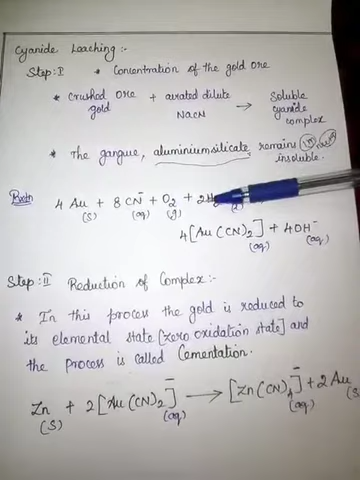 Cyanide Leaching :-
Step: I * Concentration of the gold ore
* crushed ore + aerated dilute → Soluble
gold NaCN cyanide
complex
* The gangue, aluminiumsilicate remains
insoluble.
Rxtn 4 Au + 8 CN⁻ + O2 + 2H
(s) (aq) (g)
4[Au(CN)2]⁻ + 4OH⁻
(aq) (aq)
Step: II Reduction of Complex :-
* In this process the gold is reduced to
its elemental state [zero oxidation state] and
the process is called Cementation.
Zn + 2[Au(CN)2]⁻ → [Zn(CN)4]⁻ + 2 Au
(s) (aq) (aq) (s)